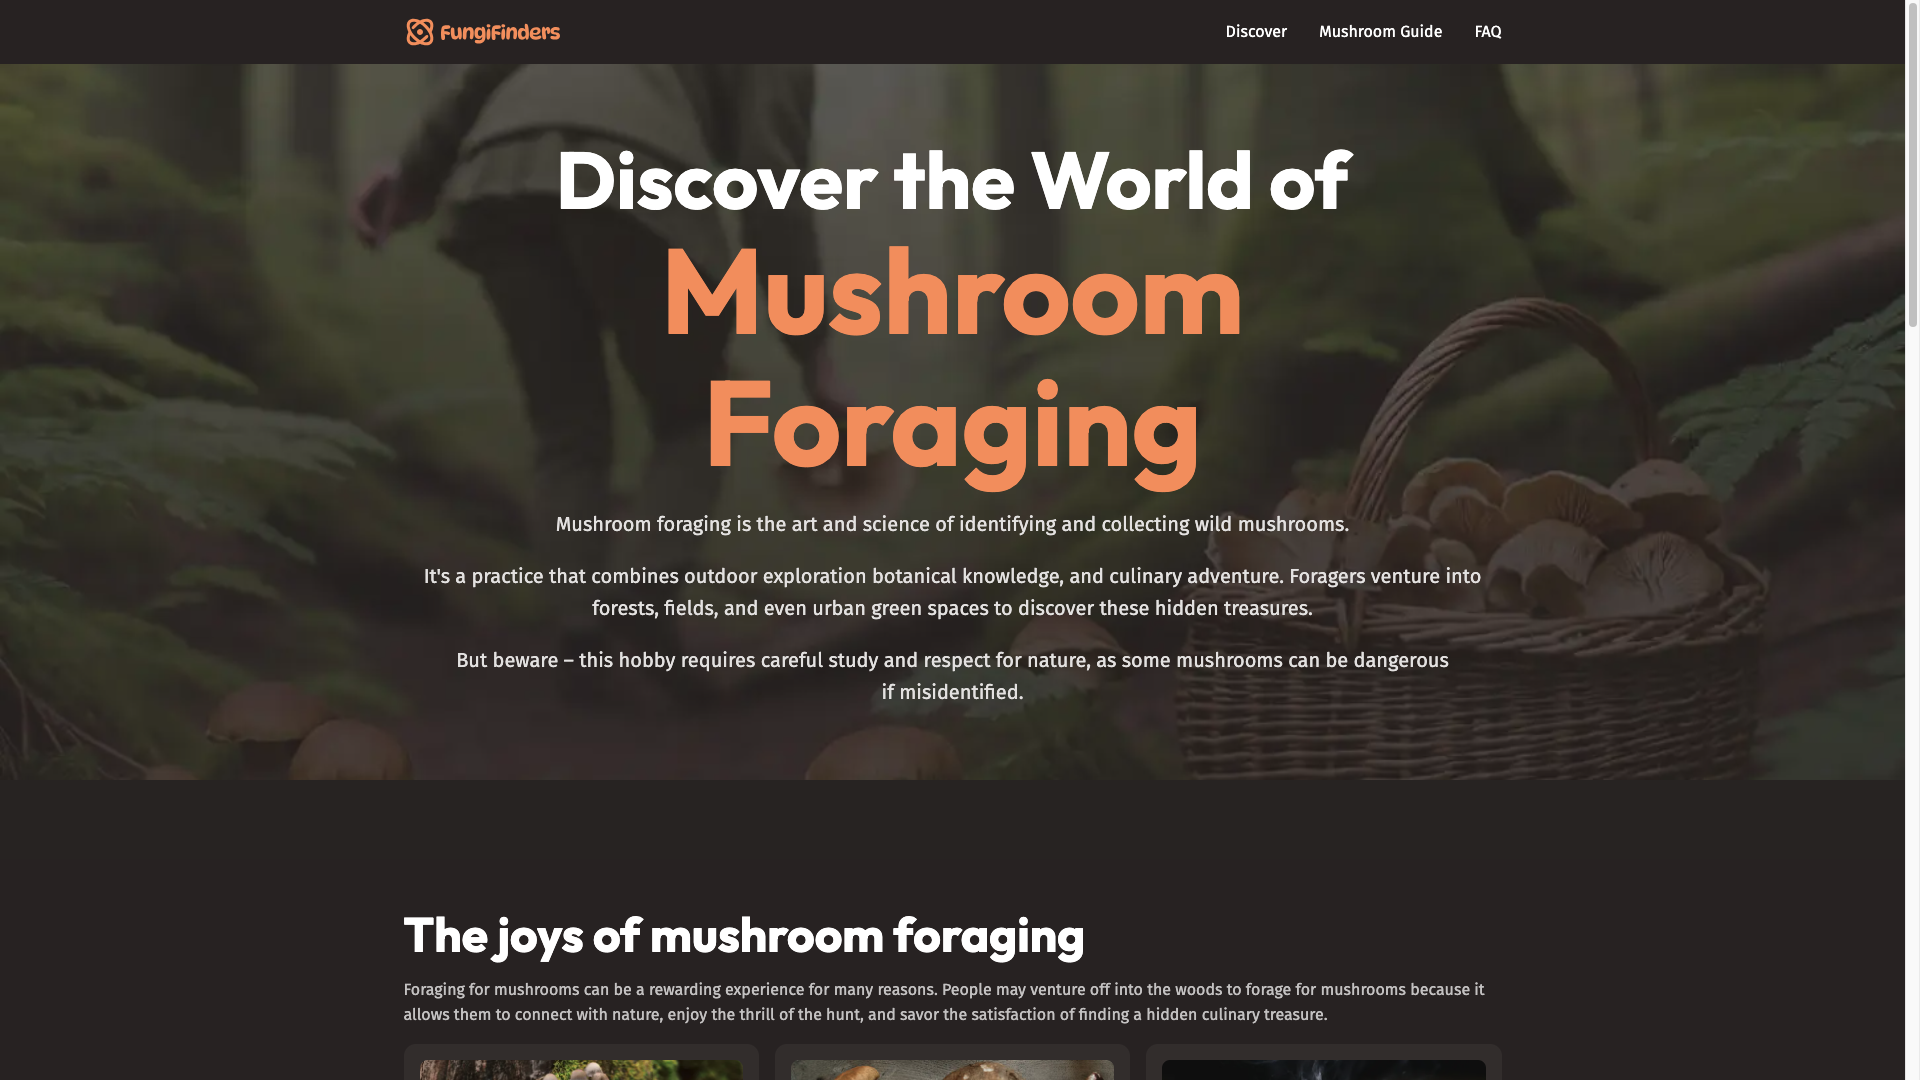 FungiFinders
Discover
Mushroom Guide
FAQ
Discover the World of
Mushroom
Foraging
Mushroom foraging is the art and science of identifying and collecting wild mushrooms.
It's a practice that combines outdoor exploration botanical knowledge, and culinary adventure. Foragers venture into
forests, fields, and even urban green spaces to discover these hidden treasures.
But beware – this hobby requires careful study and respect for nature, as some mushrooms can be dangerous
if misidentified.
The joys of mushroom foraging
Foraging for mushrooms can be a rewarding experience for many reasons. People may venture off into the woods to forage for mushrooms because it
allows them to connect with nature, enjoy the thrill of the hunt, and savor the satisfaction of finding a hidden culinary treasure.